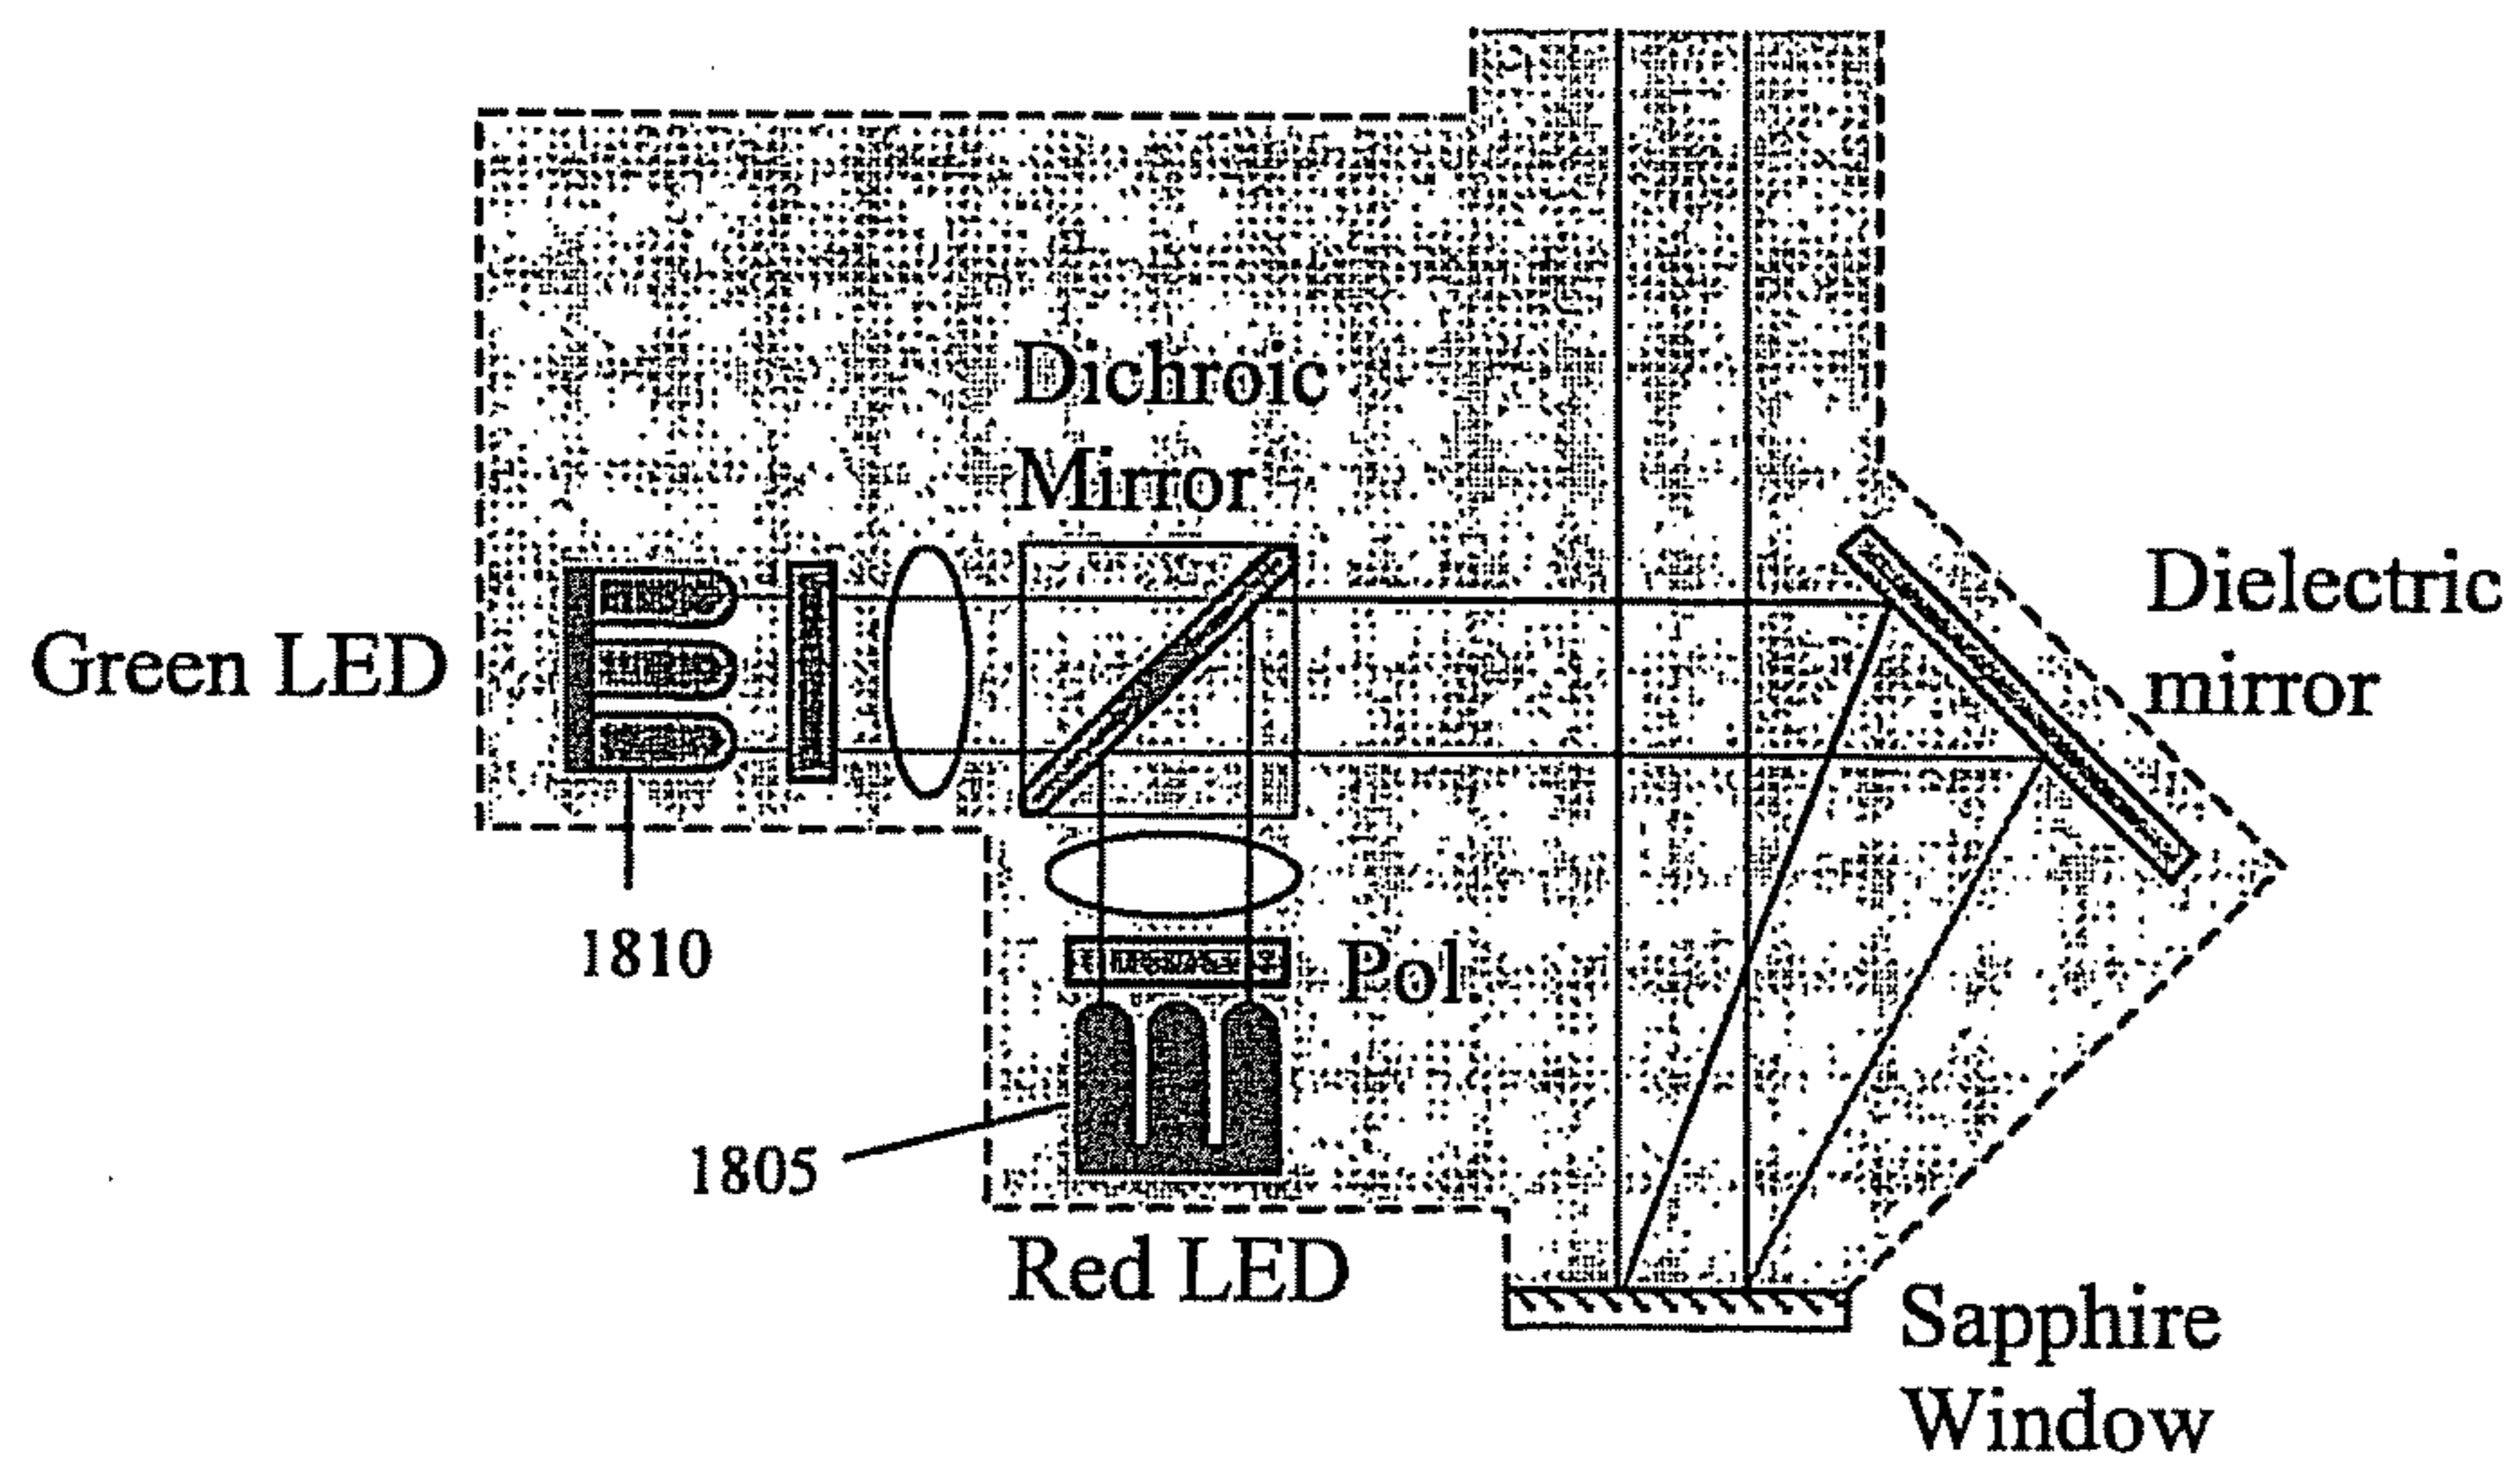 Dichroic
Mirror
Dielectric
mirror
Green LED
1810
Pol.
1805
Red LED
Sapphire
Window